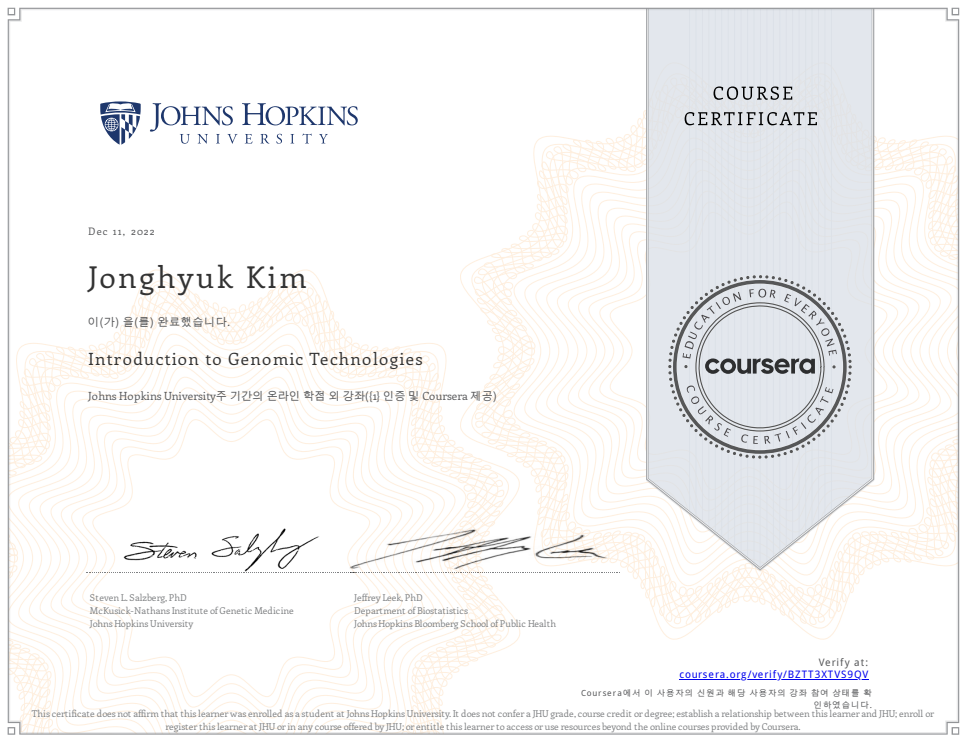 JOHNS HOPKINS
UNIVERSITY
COURSE
CERTIFICATE
Dec 11, 2022
Jonghyuk Kim
이(가) 을(를) 완료했습니다.
Introduction to Genomic Technologies
Johns Hopkins University주 기간의 온라인 학점 외 강좌({1} 인증 및 Coursera 제공)
EDUCATION FOR EVERYONE
coursera
COURSE CERTIFICATE
Steven Salzberg
Steven L. Salzberg, PhD
McKusick-Nathans Institute of Genetic Medicine
Johns Hopkins University
Jeffrey Leek, PhD
Department of Biostatistics
Johns Hopkins Bloomberg School of Public Health
Verify at:
coursera.org/verify/BZTT3XTVS9QV
Coursera에서 이 사용자의 신원과 해당 사용자의 강좌 참여 상태를 확
인하였습니다.
This certificate does not affirm that this learner was enrolled as a student at Johns Hopkins University. It does not confer a JHU grade, course credit or degree; establish a relationship between this learner and JHU; enroll or
register this learner at JHU or in any course offered by JHU; or entitle this learner to access or use resources beyond the online courses provided by Coursera.